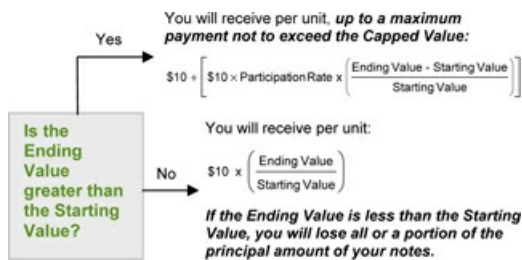 You will receive per unit, up to a maximum
payment not to exceed the Capped Value:
Yes
$10 + [$10 × Participation Rate x (Ending Value - Starting Value / Starting Value)]
You will receive per unit:
Is the
Ending
Value
greater than
the Starting
Value?
No
$10 x (Ending Value / Starting Value)
If the Ending Value is less than the Starting
Value, you will lose all or a portion of the
principal amount of your notes.